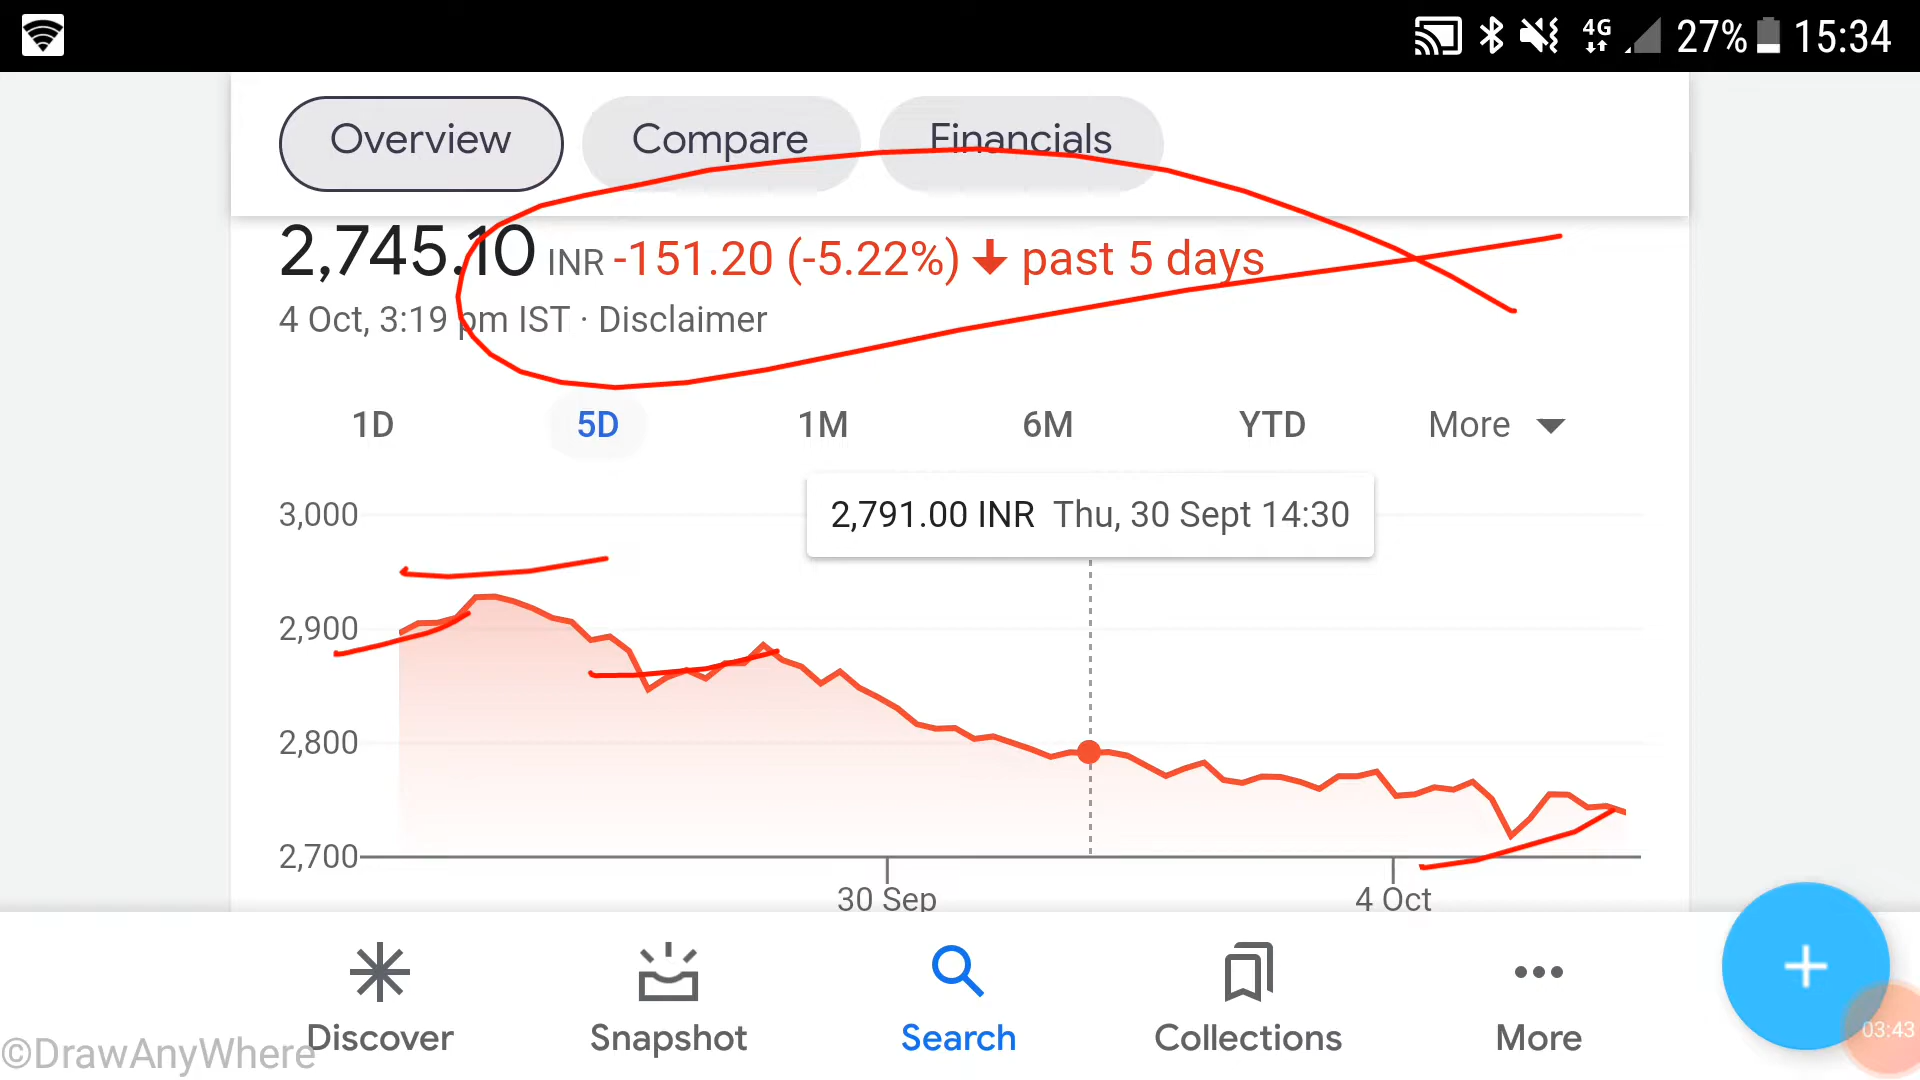 4G 27% 15:34
Overview Compare Financials
2,745.10 INR -151.20 (-5.22%) ↓ past 5 days
4 Oct, 3:19 pm IST · Disclaimer
1D 5D 1M 6M YTD More
2,791.00 INR Thu, 30 Sept 14:30
3,000
2,900
2,800
2,700
30 Sep 4 Oct
Discover Snapshot Search Collections More
03:43
©DrawAnyWhere